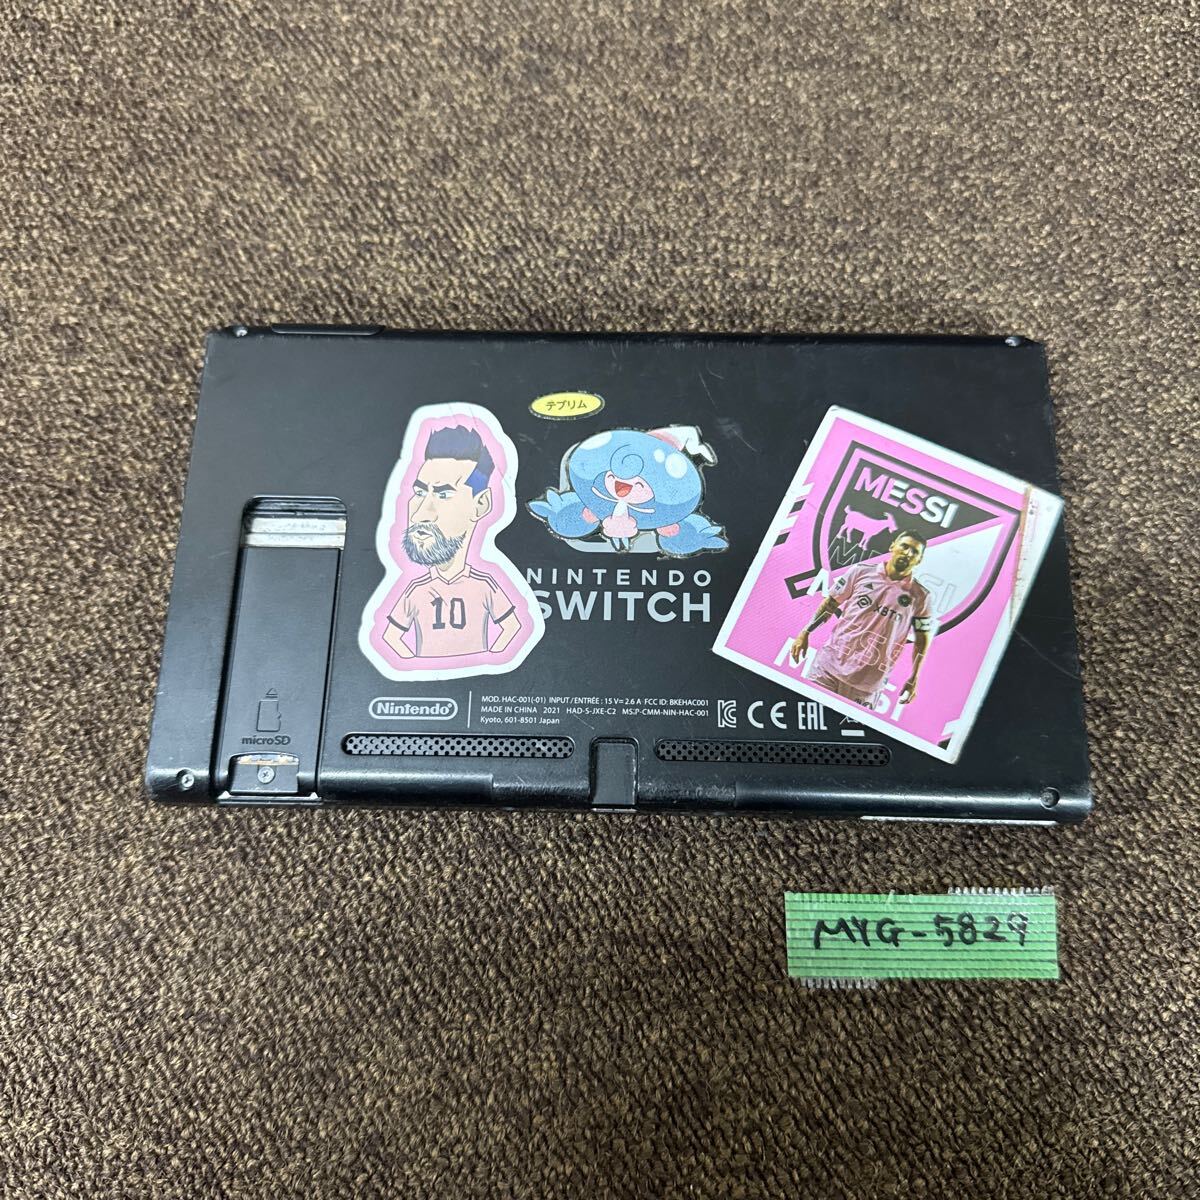 テブリム
10
NINTENDO
SWITCH
MESSI
microSD
Nintendo
MOD. HAC-001(-01) INPUT/ENTRÉE : 15 V⎓ 2.6 A FCC ID: BKEHAC001
MADE IN CHINA 2021 HAD-S-JXE-C2 MSIP-CMM-NIN-HAC-001
Kyoto, 601-8501 Japan
CE EAC
MYG-5829